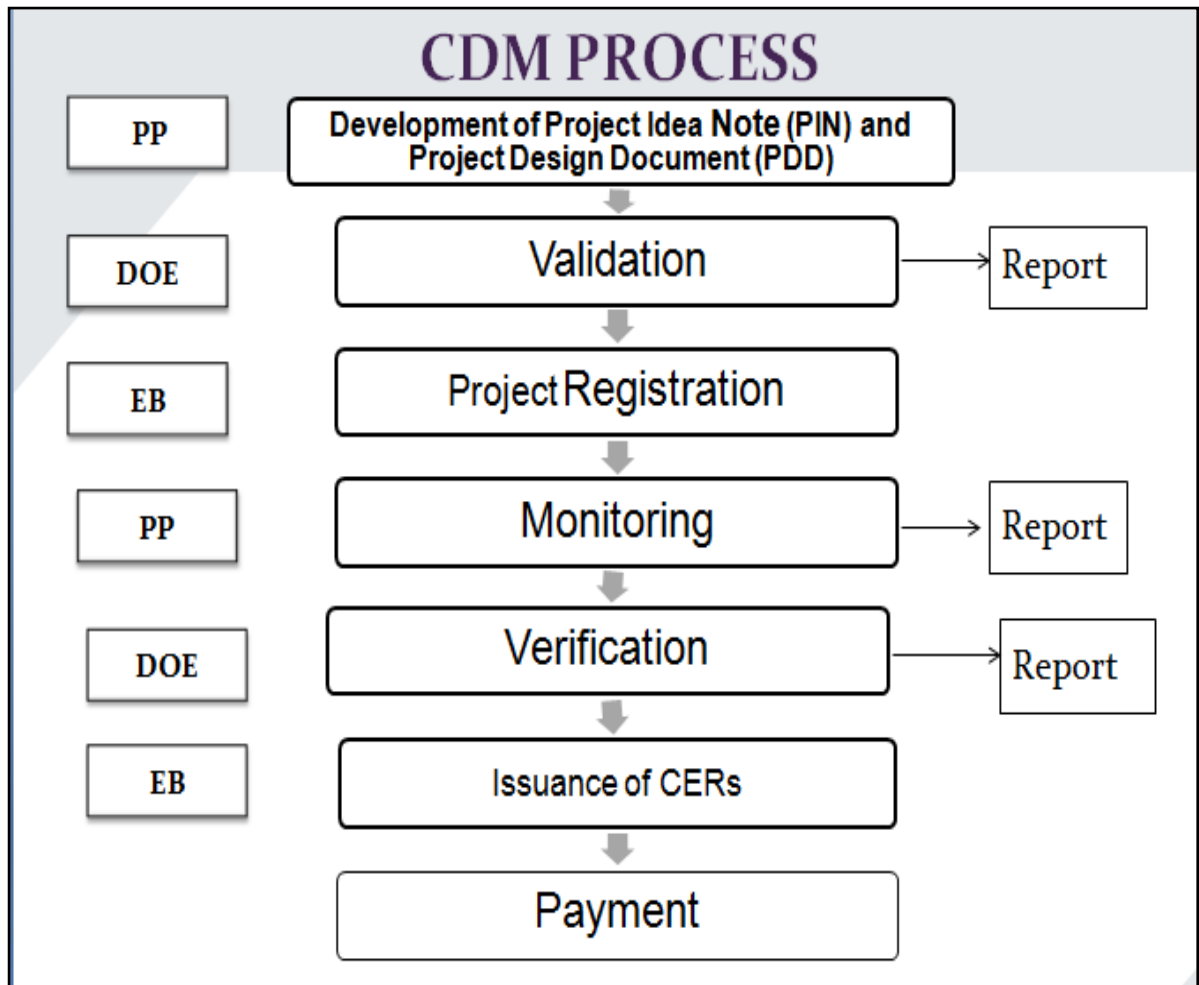 CDM PROCESS
PP
Development of Project Idea Note (PIN) and
Project Design Document (PDD)
DOE
Validation
Report
EB
Project Registration
PP
Monitoring
Report
DOE
Verification
Report
EB
Issuance of CERs
Payment